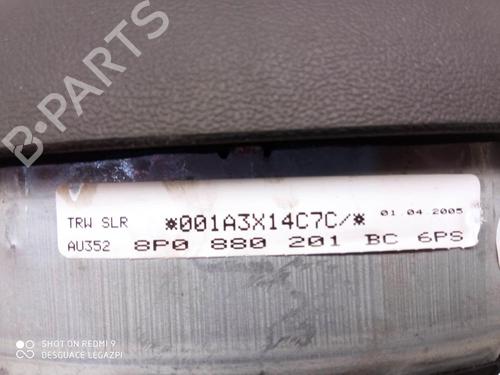 B-PARTS
TRW SLR *001A3X14C7C/* 01.04.2005
AU352 8P0 880 201 BC 6PS
SHOT ON REDMI 9
DESGUACE LEGAZPI